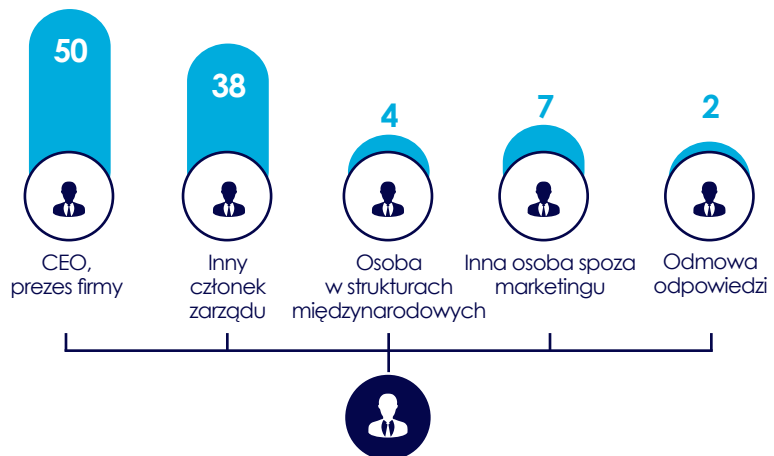 50
38
4
7
2
CEO,
prezes firmy
Inny
członek
zarządu
Osoba
w strukturach
międzynarodowych
Inna osoba spoza
marketingu
Odmowa
odpowiedzi